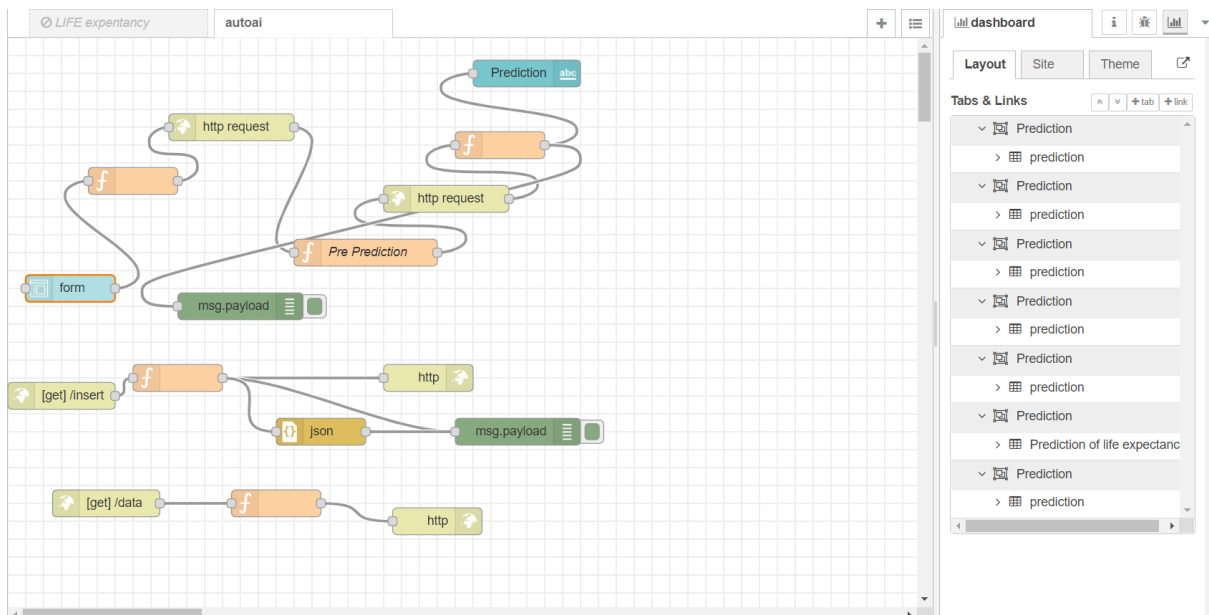 LIFE expentancy
autoai
Prediction
abc
http request
f
f
http request
f Pre Prediction
form
msg.payload
f
http
[get] /insert
{} json
msg.payload
[get] /data
f
http
dashboard
i
Layout
Site
Theme
Tabs & Links
+ tab
+ link
Prediction
prediction
Prediction
prediction
Prediction
prediction
Prediction
prediction
Prediction
prediction
Prediction
Prediction of life expectanc
Prediction
prediction